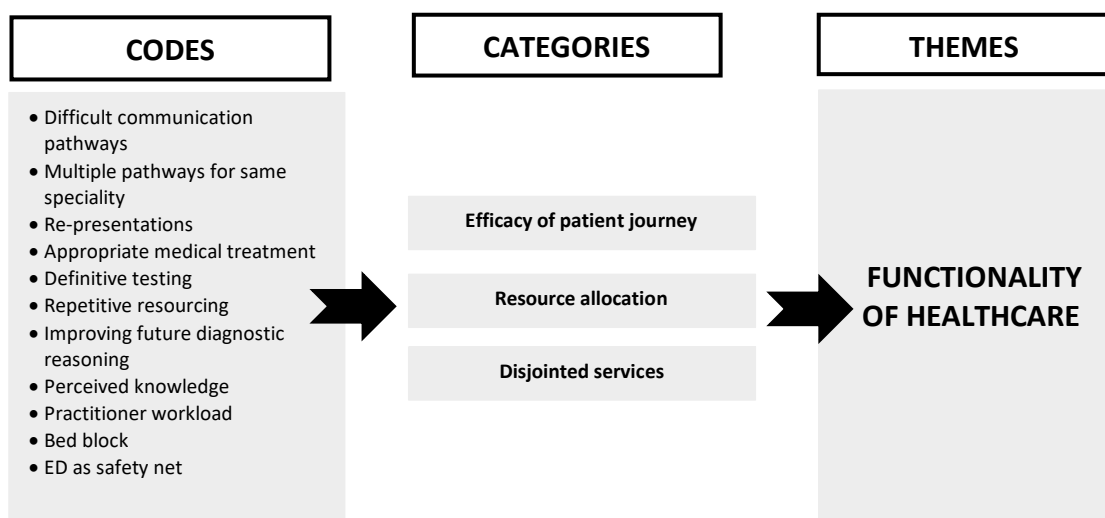 CODES
• Difficult communication
pathways
• Multiple pathways for same
speciality
• Re-presentations
• Appropriate medical treatment
• Definitive testing
• Repetitive resourcing
• Improving future diagnostic
reasoning
• Perceived knowledge
• Practitioner workload
• Bed block
• ED as safety net
CATEGORIES
Efficacy of patient journey
Resource allocation
Disjointed services
THEMES
FUNCTIONALITY
OF HEALTHCARE